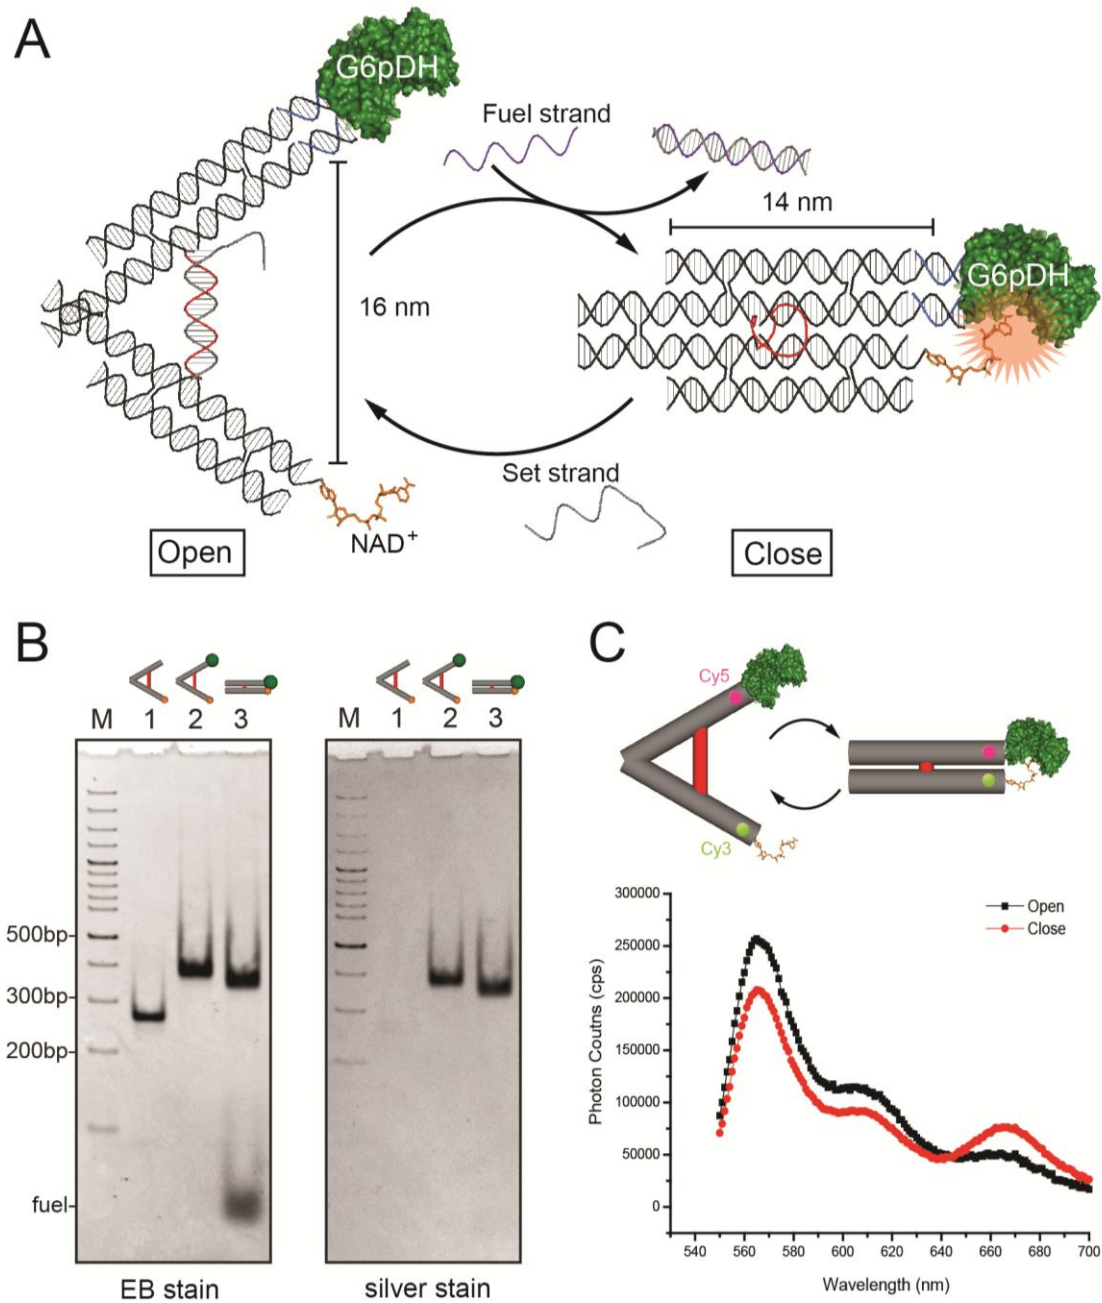 A
G6pDH
Fuel strand
14 nm
16 nm
G6pDH
Set strand
NAD+
Open
Close
B
M 1 2 3
M 1 2 3
500bp-
300bp-
200bp-
fuel-
EB stain
silver stain
C
Cy5
Cy3
300000
250000
200000
150000
100000
50000
0
Open
Close
Photon Coutns (cps)
540 560 580 600 620 640 660 680 700
Wavelength (nm)